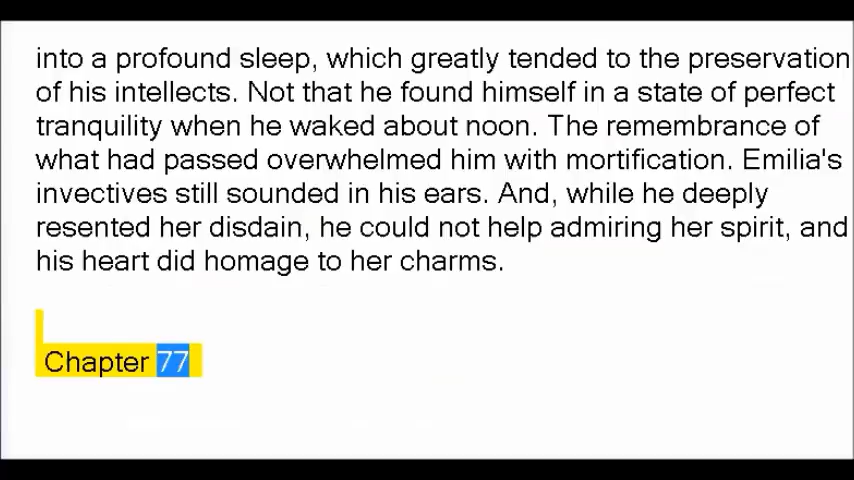 into a profound sleep, which greatly tended to the preservation
of his intellects. Not that he found himself in a state of perfect
tranquility when he waked about noon. The remembrance of
what had passed overwhelmed him with mortification. Emilia's
invectives still sounded in his ears. And, while he deeply
resented her disdain, he could not help admiring her spirit, and
his heart did homage to her charms.
Chapter 77